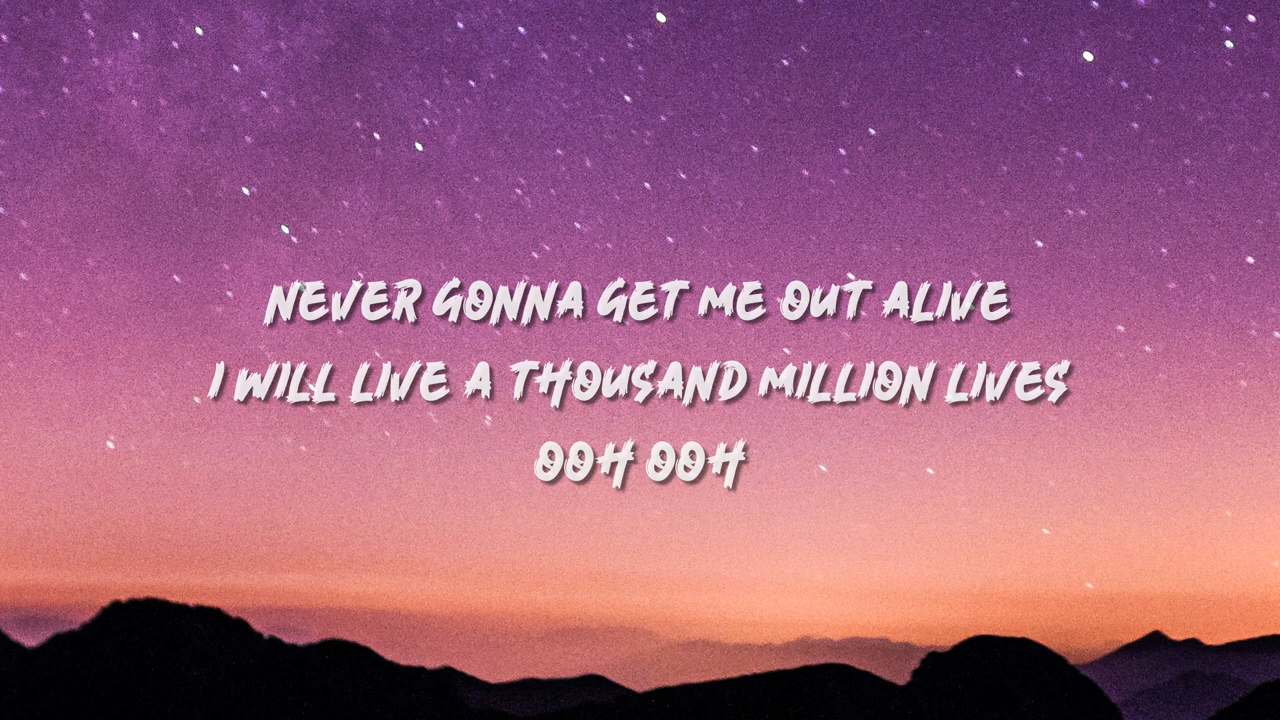 NEVER GONNA GET ME OUT ALIVE
I WILL LIVE A THOUSAND MILLION LIVES
OOH OOH